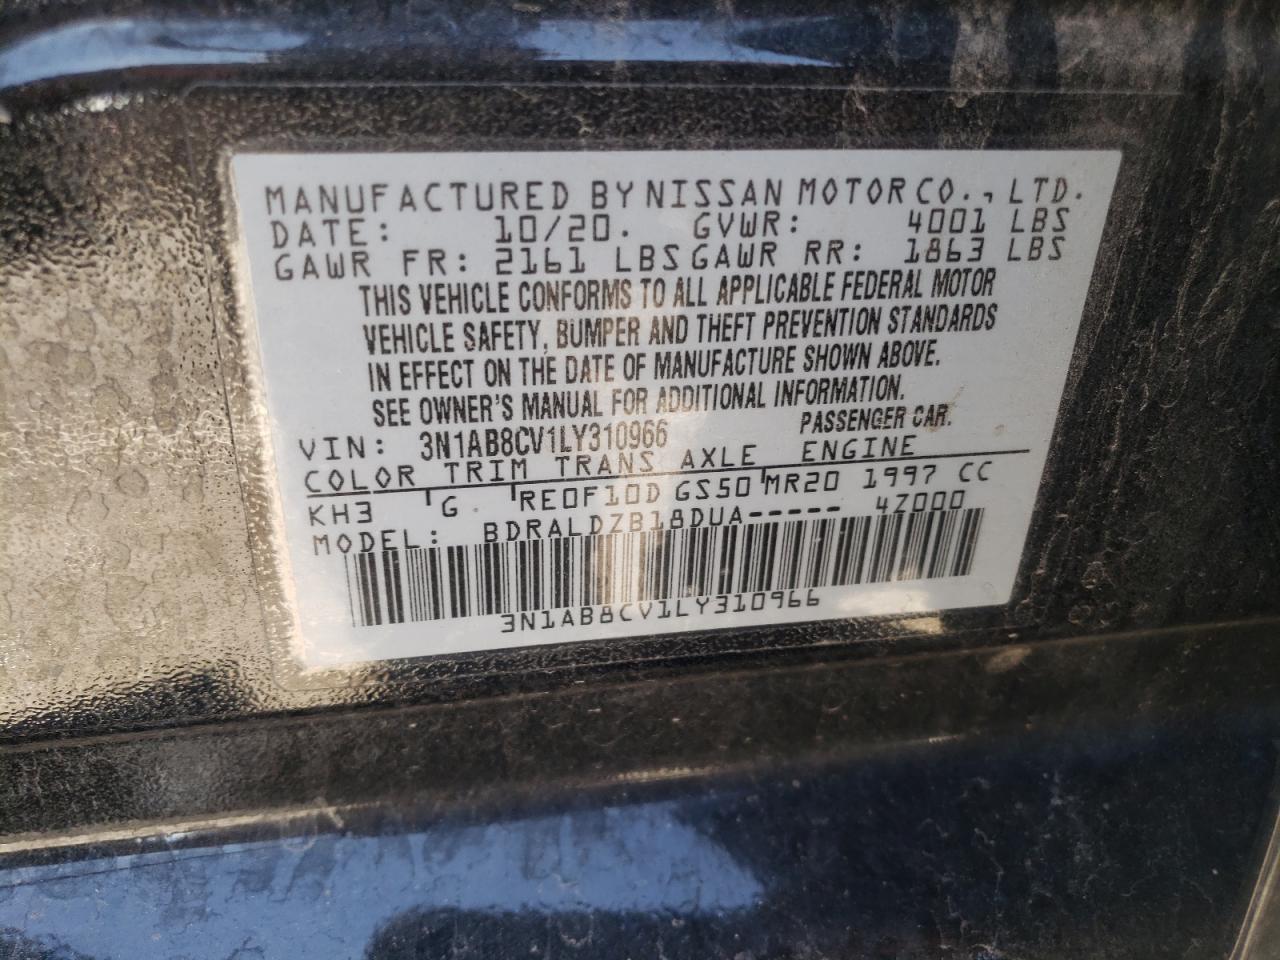 MANUFACTURED BY NISSAN MOTOR CO., LTD.
DATE: 10/20. GVWR: 4001 LBS
GAWR FR: 2161 LBS GAWR RR: 1863 LBS
THIS VEHICLE CONFORMS TO ALL APPLICABLE FEDERAL MOTOR
VEHICLE SAFETY, BUMPER AND THEFT PREVENTION STANDARDS
IN EFFECT ON THE DATE OF MANUFACTURE SHOWN ABOVE.
SEE OWNER'S MANUAL FOR ADDITIONAL INFORMATION.
VIN: 3N1AB8CV1LY310966 PASSENGER CAR.
COLOR TRIM TRANS AXLE ENGINE
KH3 G RE0F10D GS50 MR20 1997 CC
MODEL: BDRALDZB18DUA----- 4Z000
3N1AB8CV1LY310966